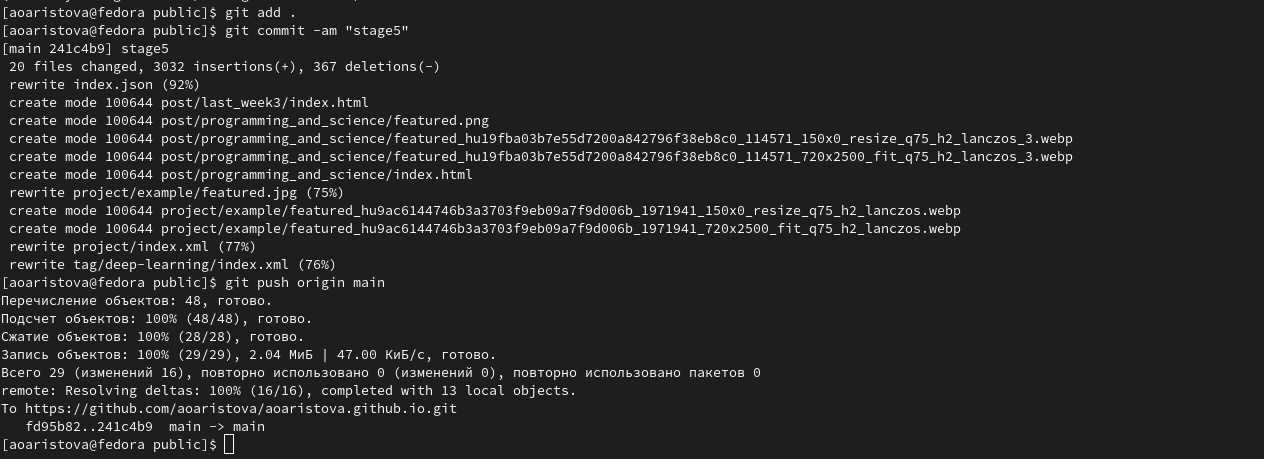 [aoaristova@fedora public]$ git add .
[aoaristova@fedora public]$ git commit -am "stage5"
[main 241c4b9] stage5
 20 files changed, 3032 insertions(+), 367 deletions(-)
 rewrite index.json (92%)
 create mode 100644 post/last_week3/index.html
 create mode 100644 post/programming_and_science/featured.png
 create mode 100644 post/programming_and_science/featured_hu19fba03b7e55d7200a842796f38eb8c0_114571_150x0_resize_q75_h2_lanczos_3.webp
 create mode 100644 post/programming_and_science/featured_hu19fba03b7e55d7200a842796f38eb8c0_114571_720x2500_fit_q75_h2_lanczos_3.webp
 create mode 100644 post/programming_and_science/index.html
 rewrite project/example/featured.jpg (75%)
 create mode 100644 project/example/featured_hu9ac6144746b3a3703f9eb09a7f9d006b_1971941_150x0_resize_q75_h2_lanczos.webp
 create mode 100644 project/example/featured_hu9ac6144746b3a3703f9eb09a7f9d006b_1971941_720x2500_fit_q75_h2_lanczos.webp
 rewrite project/index.xml (77%)
 rewrite tag/deep-learning/index.xml (76%)
[aoaristova@fedora public]$ git push origin main
Перечисление объектов: 48, готово.
Подсчет объектов: 100% (48/48), готово.
Сжатие объектов: 100% (28/28), готово.
Запись объектов: 100% (29/29), 2.04 МиБ | 47.00 КиБ/с, готово.
Всего 29 (изменений 16), повторно использовано 0 (изменений 0), повторно использовано пакетов 0
remote: Resolving deltas: 100% (16/16), completed with 13 local objects.
To https://github.com/aoaristova/aoaristova.github.io.git
   fd95b82..241c4b9  main -> main
[aoaristova@fedora public]$